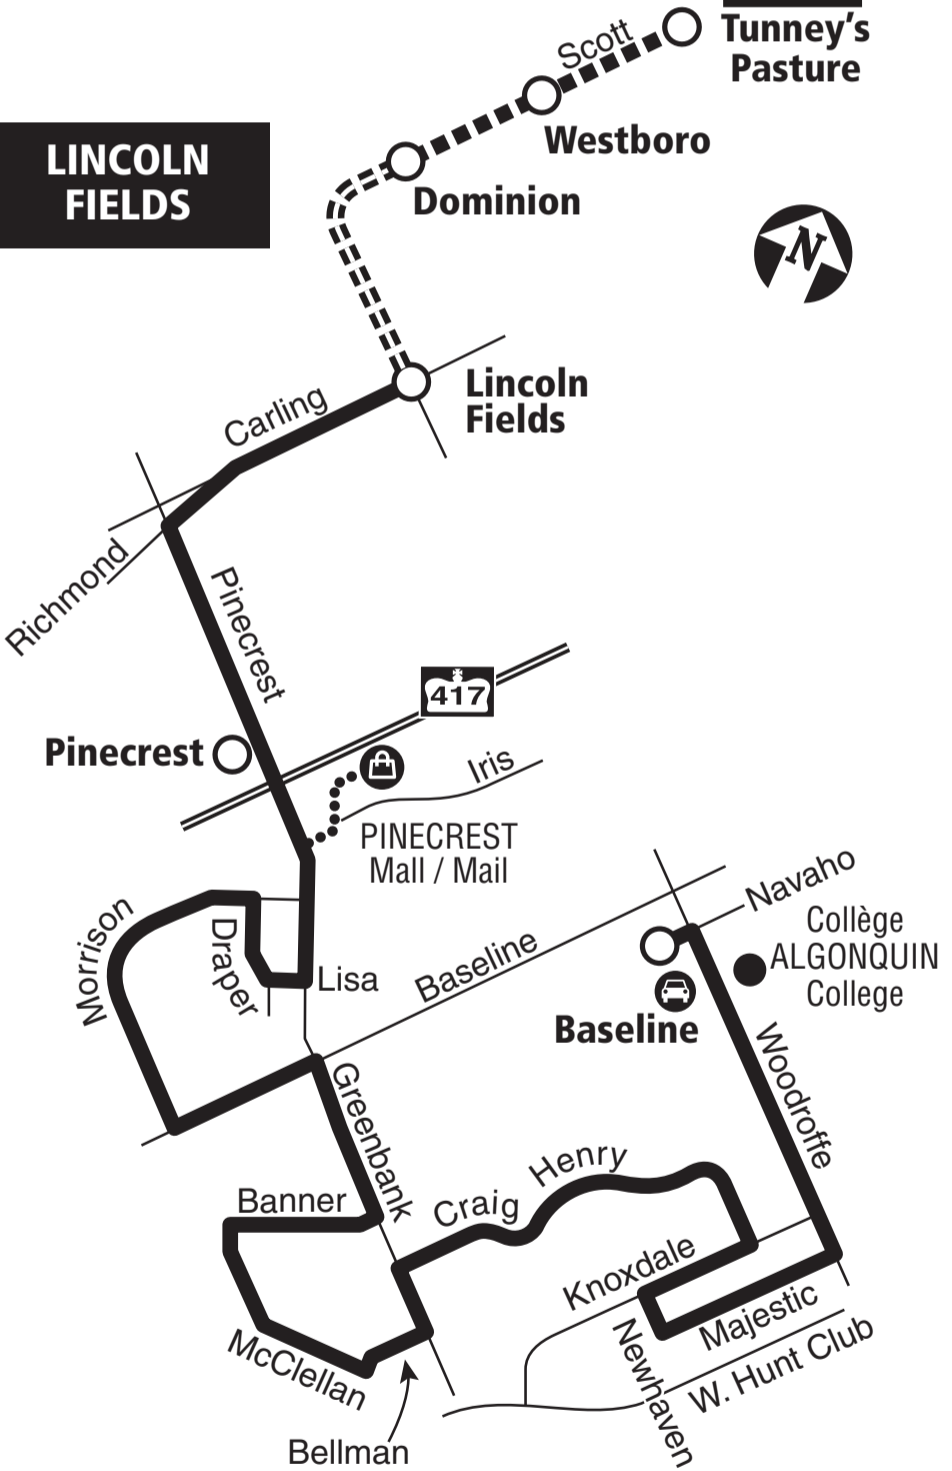 Tunney's
Pasture
Scott
Westboro
LINCOLN
FIELDS
Dominion
N
Lincoln
Fields
Carling
Richmond
Pinecrest
417
Pinecrest
Iris
PINECREST
Mall / Mail
Navaho
Morrison
Draper
Lisa
Baseline
Collège
ALGONQUIN
College
Baseline
Woodroffe
Greenbank
Banner
Craig
Henry
Knoxdale
Majestic
W. Hunt Club
Newhaven
McClellan
Bellman